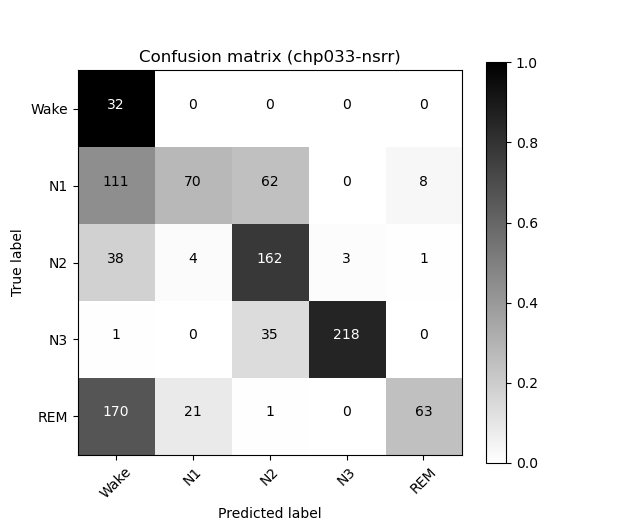 Confusion matrix (chp033-nsrr)
True label
Wake 32 0 0 0 0
N1 111 70 62 0 8
N2 38 4 162 3 1
N3 1 0 35 218 0
REM 170 21 1 0 63
Wake N1 N2 N3 REM
Predicted label
1.0
0.8
0.6
0.4
0.2
0.0